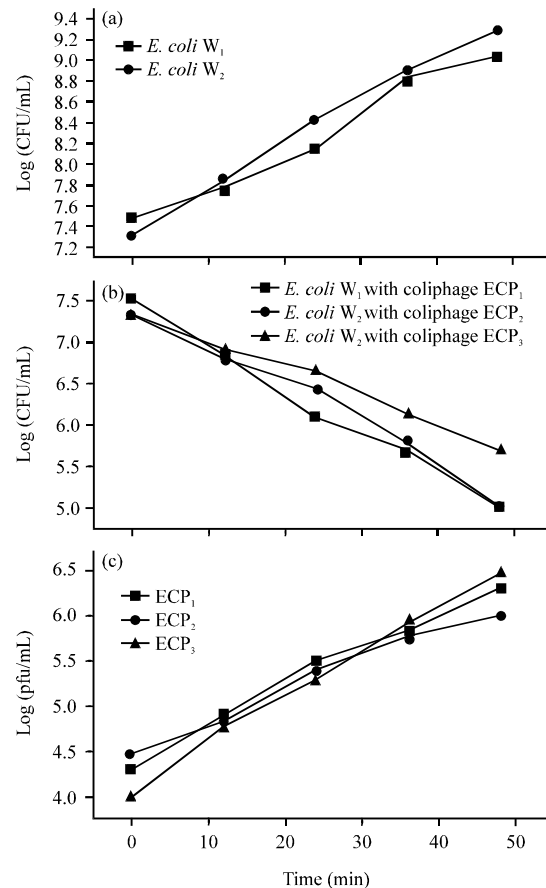 (a)
E. coli W₁
E. coli W₂
Log (CFU/mL)
9.4
9.2
9.0
8.8
8.6
8.4
8.2
8.0
7.8
7.6
7.4
7.2
(b)
E. coli W₁ with coliphage ECP₁
E. coli W₂ with coliphage ECP₂
E. coli W₂ with coliphage ECP₃
Log (CFU/mL)
7.5
7.0
6.5
6.0
5.5
5.0
(c)
ECP₁
ECP₂
ECP₃
Log (pfu/mL)
6.5
6.0
5.5
5.0
4.5
4.0
0 10 20 30 40 50
Time (min)